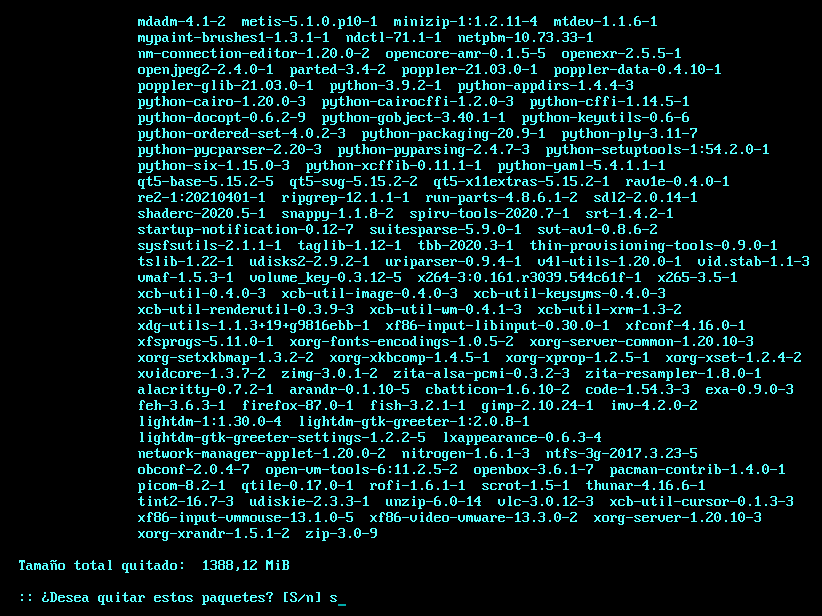 mdadm-4.1-2  metis-5.1.0.p10-1  minizip-1:1.2.11-4  mtdev-1.1.6-1
mypaint-brushes1-1.3.1-1  ndctl-71.1-1  netpbm-10.73.33-1
nm-connection-editor-1.20.0-2  opencore-amr-0.1.5-5  openexr-2.5.5-1
openjpeg2-2.4.0-1  parted-3.4-2  poppler-21.03.0-1  poppler-data-0.4.10-1
poppler-glib-21.03.0-1  python-3.9.2-1  python-appdirs-1.4.4-3
python-cairo-1.20.0-3  python-cairocffi-1.2.0-3  python-cffi-1.14.5-1
python-docopt-0.6.2-9  python-gobject-3.40.1-1  python-keyutils-0.6-6
python-ordered-set-4.0.2-3  python-packaging-20.9-1  python-ply-3.11-7
python-pycparser-2.20-3  python-pyparsing-2.4.7-3  python-setuptools-1:54.2.0-1
python-six-1.15.0-3  python-xcffib-0.11.1-1  python-yaml-5.4.1.1-1
qt5-base-5.15.2-5  qt5-svg-5.15.2-2  qt5-x11extras-5.15.2-1  rav1e-0.4.0-1
re2-1:20210401-1  ripgrep-12.1.1-1  run-parts-4.8.6.1-2  sdl2-2.0.14-1
shaderc-2020.5-1  snappy-1.1.8-2  spirv-tools-2020.7-1  srt-1.4.2-1
startup-notification-0.12-7  suitesparse-5.9.0-1  svt-av1-0.8.6-2
sysfsutils-2.1.1-1  taglib-1.12-1  tbb-2020.3-1  thin-provisioning-tools-0.9.0-1
tslib-1.22-1  udisks2-2.9.2-1  uriparser-0.9.4-1  v4l-utils-1.20.0-1  vid.stab-1.1-3
vmaf-1.5.3-1  volume_key-0.3.12-5  x264-3:0.161.r3039.544c61f-1  x265-3.5-1
xcb-util-0.4.0-3  xcb-util-image-0.4.0-3  xcb-util-keysyms-0.4.0-3
xcb-util-renderutil-0.3.9-3  xcb-util-wm-0.4.1-3  xcb-util-xrm-1.3-2
xdg-utils-1.1.3+19+g9816ebb-1  xf86-input-libinput-0.30.0-1  xfconf-4.16.0-1
xfsprogs-5.11.0-1  xorg-fonts-encodings-1.0.5-2  xorg-server-common-1.20.10-3
xorg-setxkbmap-1.3.2-2  xorg-xkbcomp-1.4.5-1  xorg-xprop-1.2.5-1  xorg-xset-1.2.4-2
xvidcore-1.3.7-2  zimg-3.0.1-2  zita-alsa-pcmi-0.3.2-3  zita-resampler-1.8.0-1
alacritty-0.7.2-1  arandr-0.1.10-5  cbatticon-1.6.10-2  code-1.54.3-3  exa-0.9.0-3
feh-3.6.3-1  firefox-87.0-1  fish-3.2.1-1  gimp-2.10.24-1  imv-4.2.0-2
lightdm-1:1.30.0-4  lightdm-gtk-greeter-1:2.0.8-1
lightdm-gtk-greeter-settings-1.2.2-5  lxappearance-0.6.3-4
network-manager-applet-1.20.0-2  nitrogen-1.6.1-3  ntfs-3g-2017.3.23-5
obconf-2.0.4-7  open-vm-tools-6:11.2.5-2  openbox-3.6.1-7  pacman-contrib-1.4.0-1
picom-8.2-1  qtile-0.17.0-1  rofi-1.6.1-1  scrot-1.5-1  thunar-4.16.6-1
tint2-16.7-3  udiskie-2.3.3-1  unzip-6.0-14  vlc-3.0.12-3  xcb-util-cursor-0.1.3-3
xf86-input-vmmouse-13.1.0-5  xf86-video-vmware-13.3.0-2  xorg-server-1.20.10-3
xorg-xrandr-1.5.1-2  zip-3.0-9
Tamaño total quitado:  1388,12 MiB
:: ¿Desea quitar estos paquetes? [S/n] s_